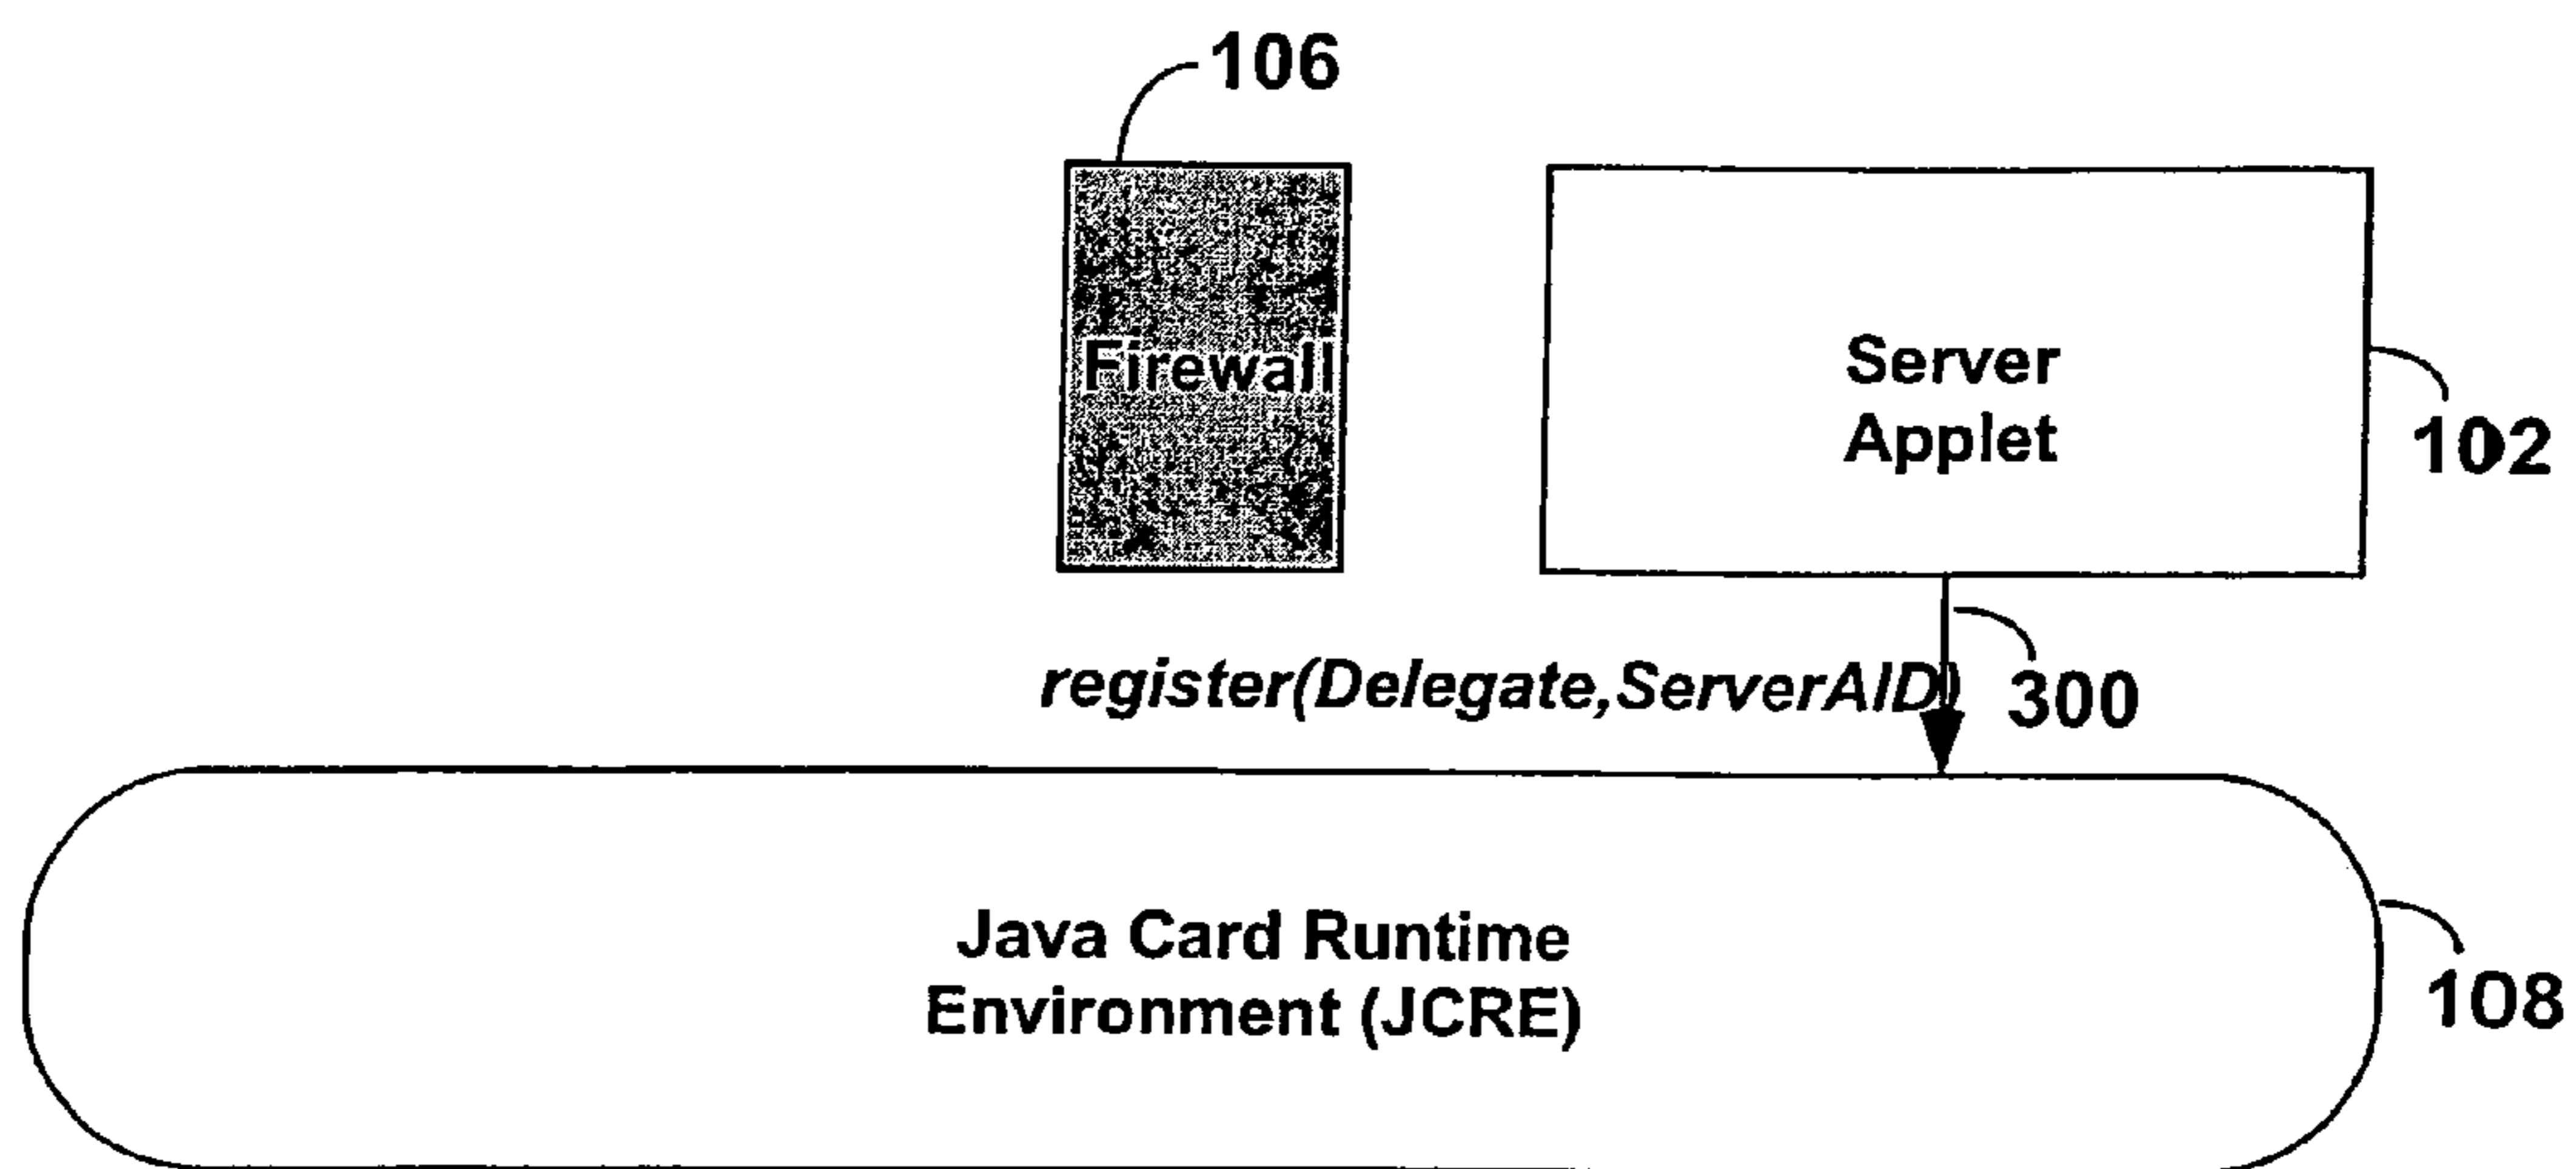 106
Firewall
Server
Applet
102
register(Delegate,ServerAID)
300
Java Card Runtime
Environment (JCRE)
108